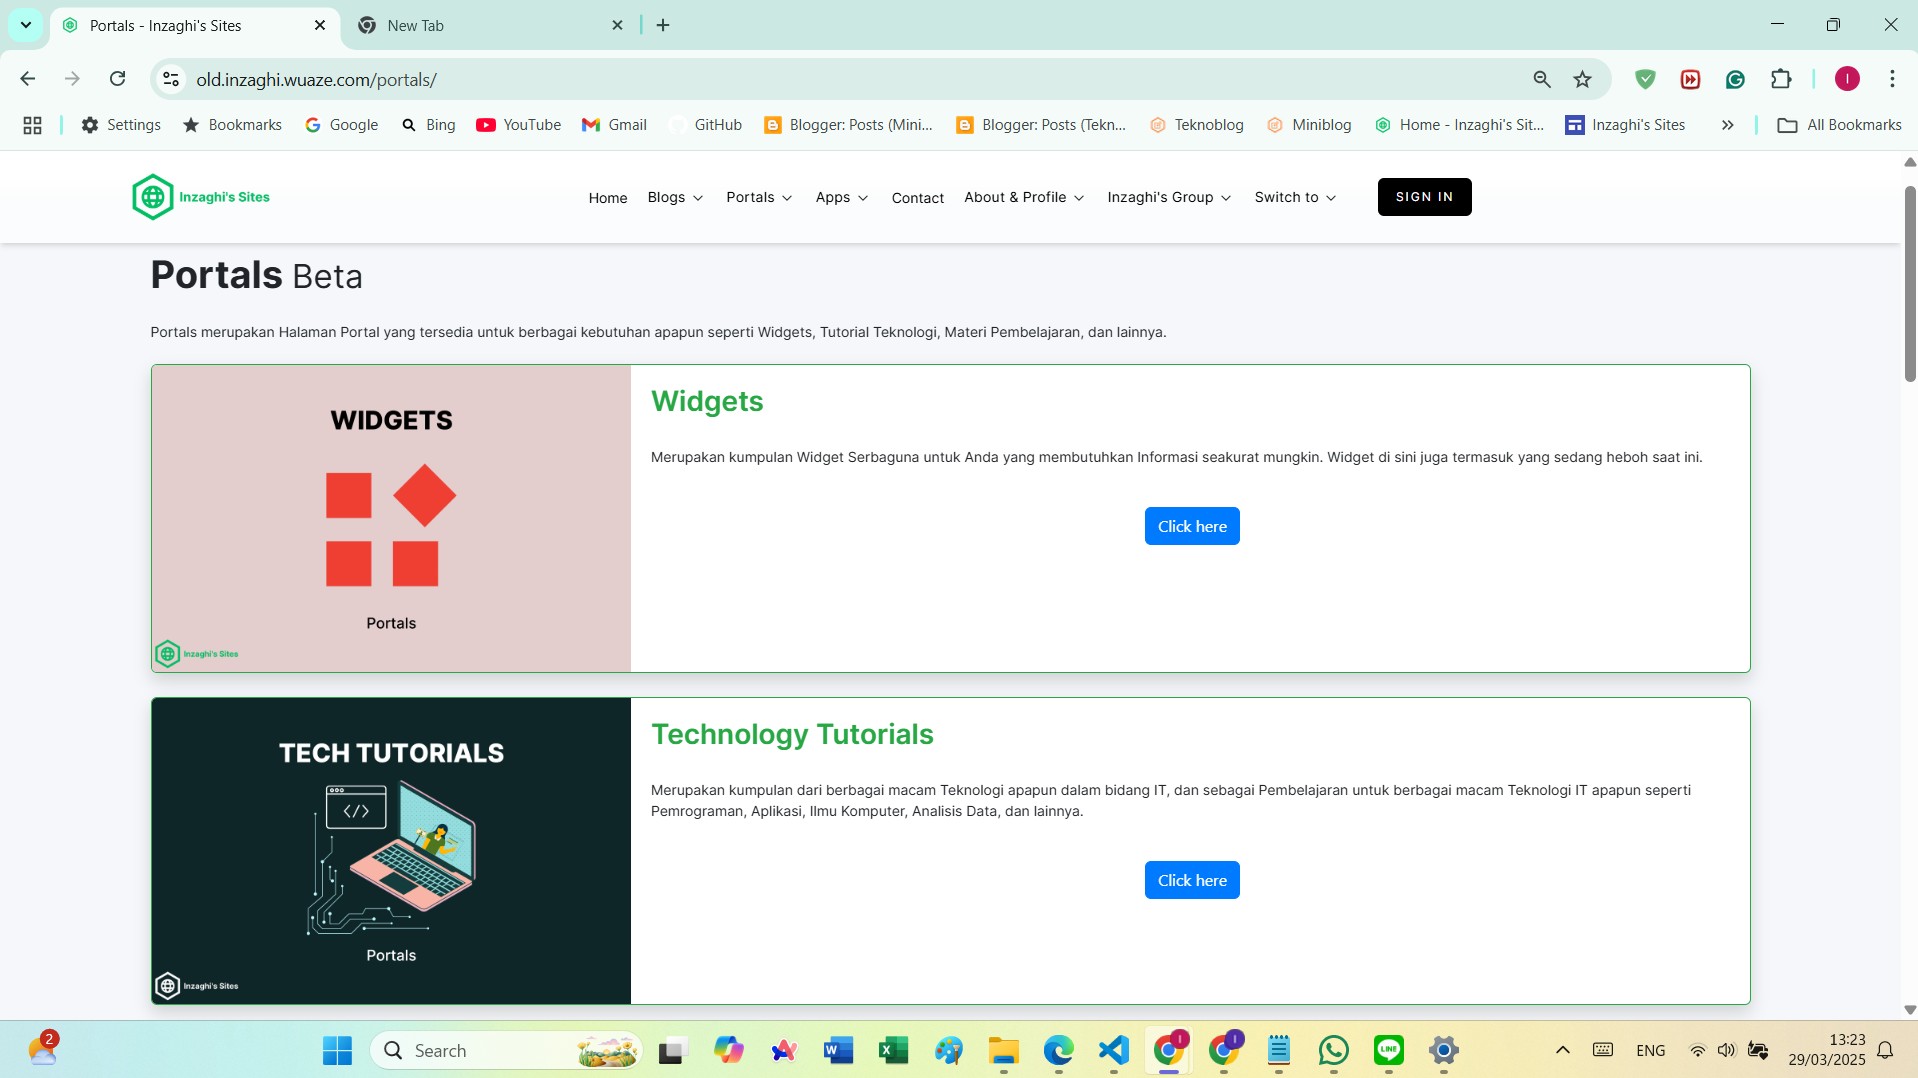 Portals - Inzaghi's Sites
New Tab
old.inzaghi.wuaze.com/portals/
Settings
Bookmarks
Google
Bing
YouTube
Gmail
GitHub
Blogger: Posts (Mini...
Blogger: Posts (Tekn...
Teknoblog
Miniblog
Home - Inzaghi's Sit...
Inzaghi's Sites
All Bookmarks
Inzaghi's Sites
Home
Blogs
Portals
Apps
Contact
About & Profile
Inzaghi's Group
Switch to
SIGN IN
Portals Beta
Portals merupakan Halaman Portal yang tersedia untuk berbagai kebutuhan apapun seperti Widgets, Tutorial Teknologi, Materi Pembelajaran, dan lainnya.
WIDGETS
Portals
Inzaghi's Sites
Widgets
Merupakan kumpulan Widget Serbaguna untuk Anda yang membutuhkan Informasi seakurat mungkin. Widget di sini juga termasuk yang sedang heboh saat ini.
Click here
TECH TUTORIALS
</>
Portals
Inzaghi's Sites
Technology Tutorials
Merupakan kumpulan dari berbagai macam Teknologi apapun dalam bidang IT, dan sebagai Pembelajaran untuk berbagai macam Teknologi IT apapun seperti
Pemrograman, Aplikasi, Ilmu Komputer, Analisis Data, dan lainnya.
Click here
2
Search
ENG
13:23
29/03/2025